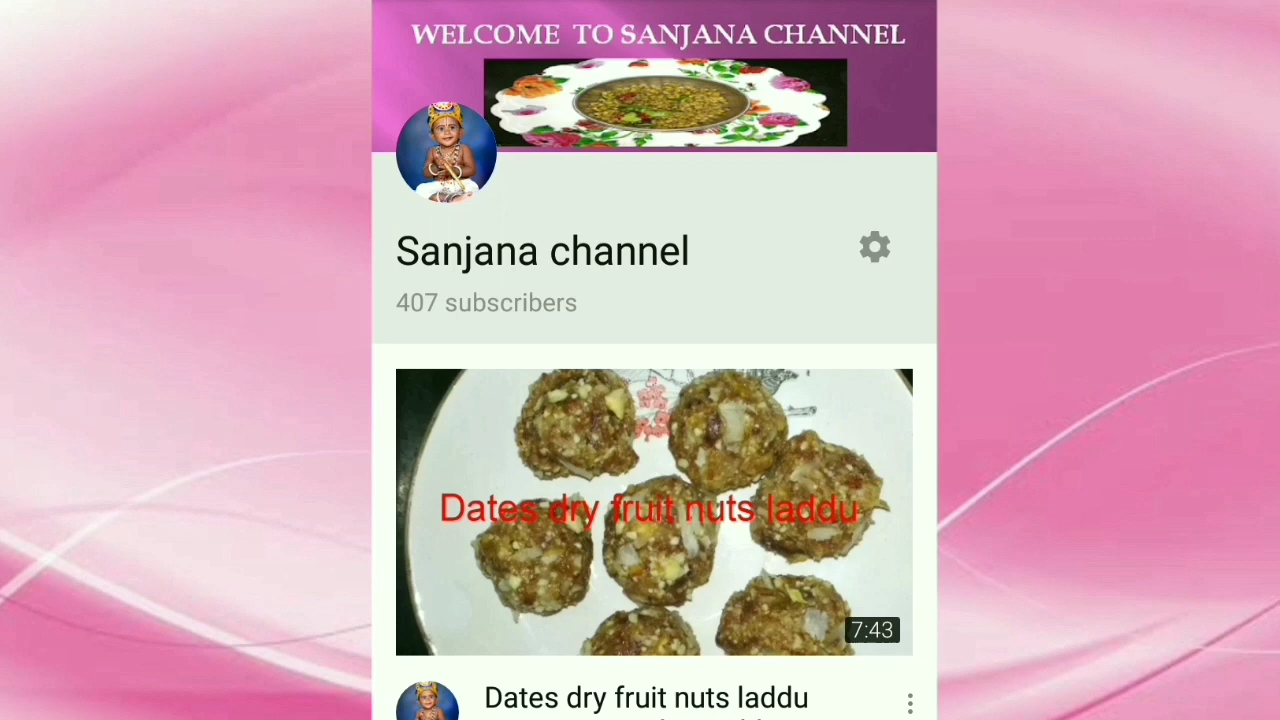 WELCOME TO SANJANA CHANNEL
Sanjana channel
407 subscribers
Dates dry fruit nuts laddu
7:43
Dates dry fruit nuts laddu